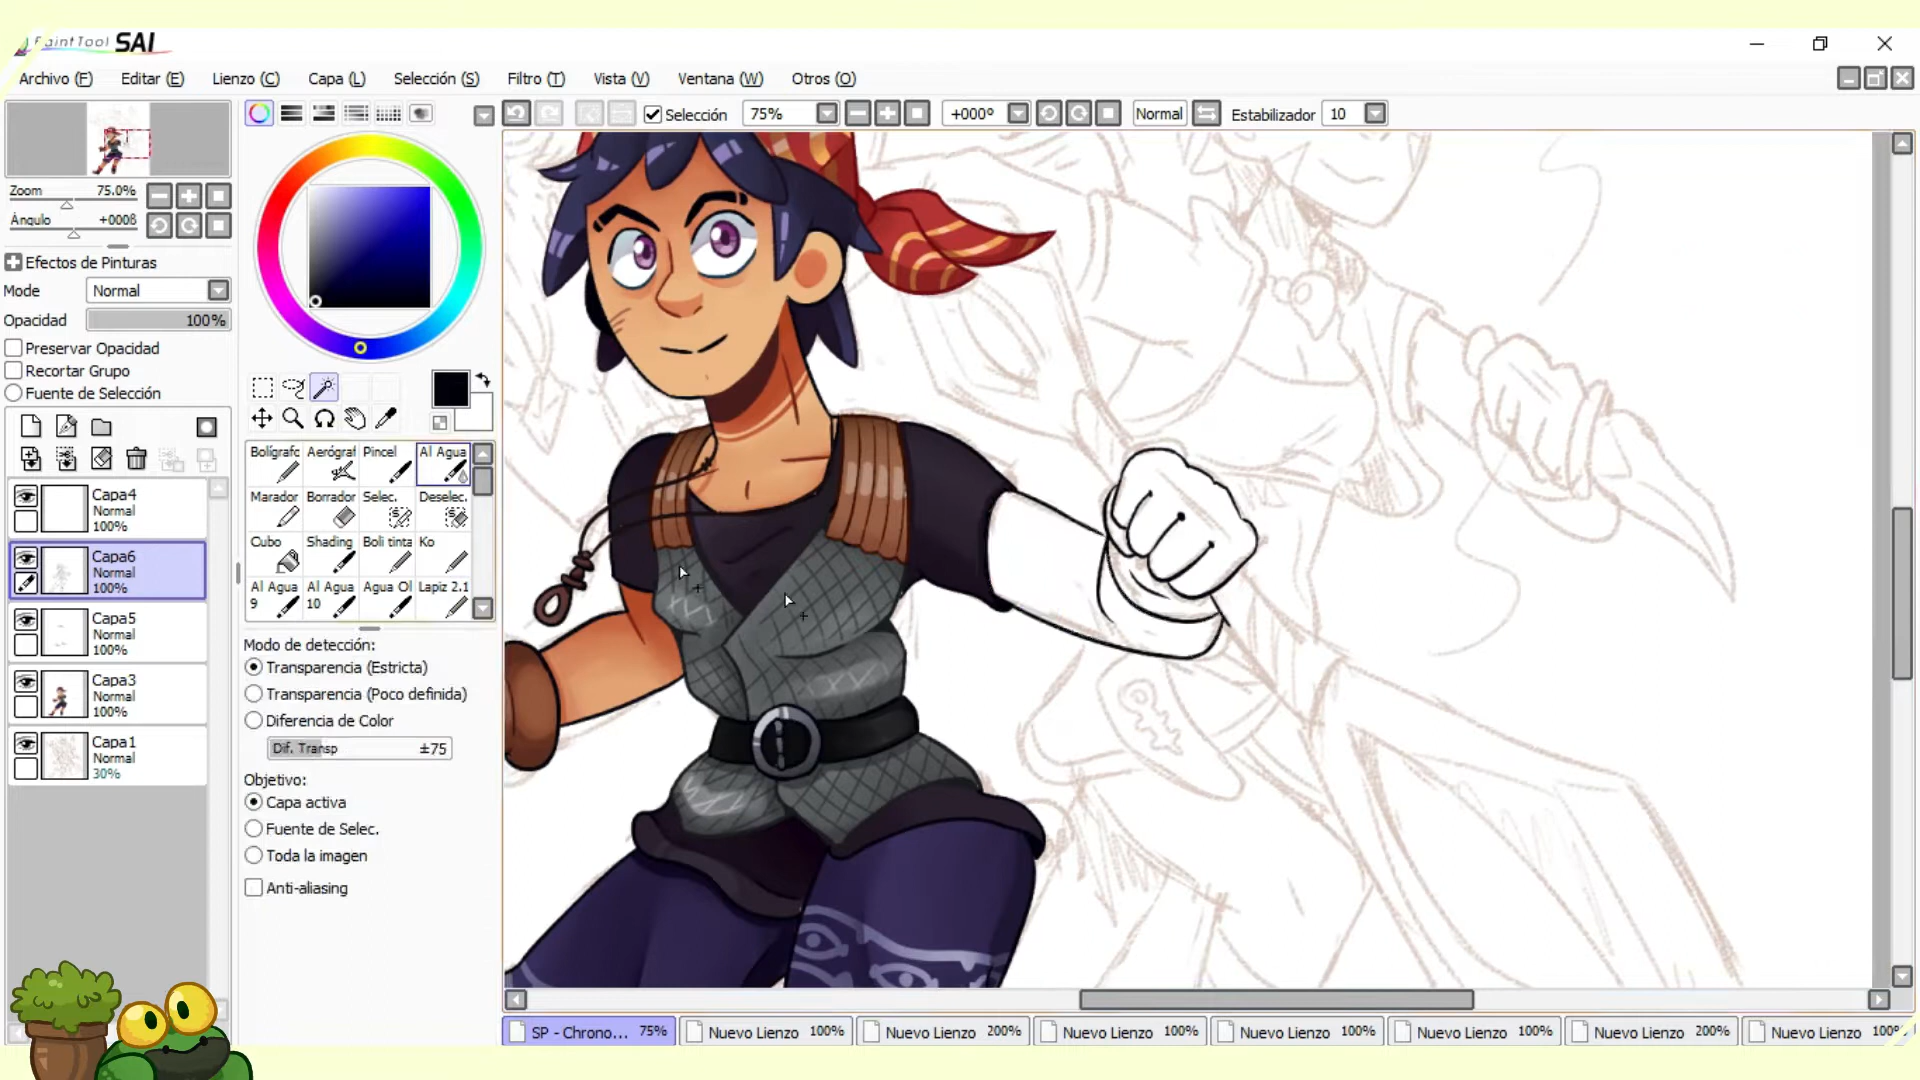 PaintTool SAI
Archivo (F) Editar (E) Lienzo (C) Capa (L) Selección (S) Filtro (T) Vista (V) Ventana (W) Otros (O)
Selección 75% +000º Normal Estabilizador 10
Zoom 75.0%
Ángulo +000ß
Efectos de Pinturas
Mode Normal
Opacidad 100%
Preservar Opacidad
Recortar Grupo
Fuente de Selección
Capa4
Normal
100%
Capa6
Normal
100%
Capa5
Normal
100%
Capa3
Normal
100%
Capa1
Normal
30%
Bolígrafo Aerógraf Pincel Al Agua
Marador Borrador Selec. Deselec.
Cubo Shading Boli tinta Ko
Al Agua 9 Al Agua 10 Agua Ol Lapiz 2.1
Modo de detección:
Transparencia (Estricta)
Transparencia (Poco definida)
Diferencia de Color
Dif. Transp ±75
Objetivo:
Capa activa
Fuente de Selec.
Toda la imagen
Anti-aliasing
SP - Chrono... 75% Nuevo Lienzo 100% Nuevo Lienzo 200% Nuevo Lienzo 100% Nuevo Lienzo 100% Nuevo Lienzo 100% Nuevo Lienzo 200% Nuevo Lienzo 100%